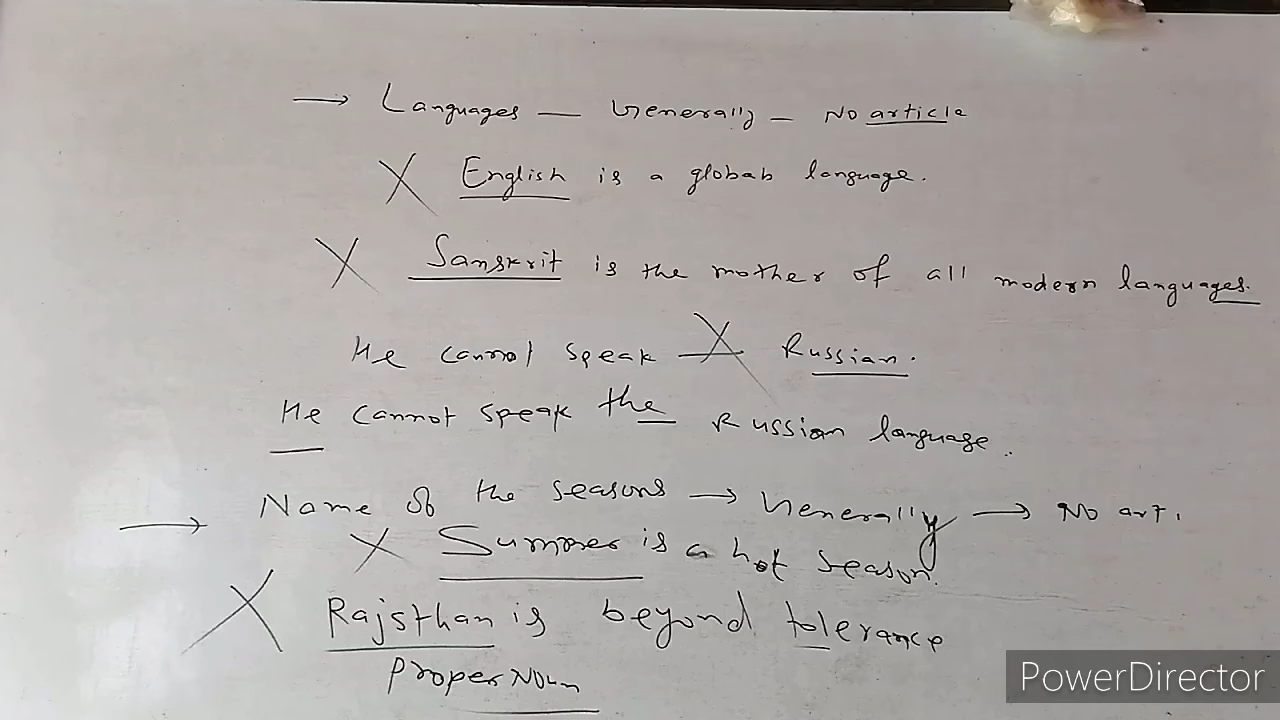 → Languages — Generally — No article
X English is a global language.
X Sanskrit is the mother of all modern languages.
He cannot speak X Russian.
He cannot speak the Russian language.
→ Name of the seasons → Generally → No art.
X Summer is a hot season.
X Rajsthan is beyond tolerance
Proper Noun
PowerDirector